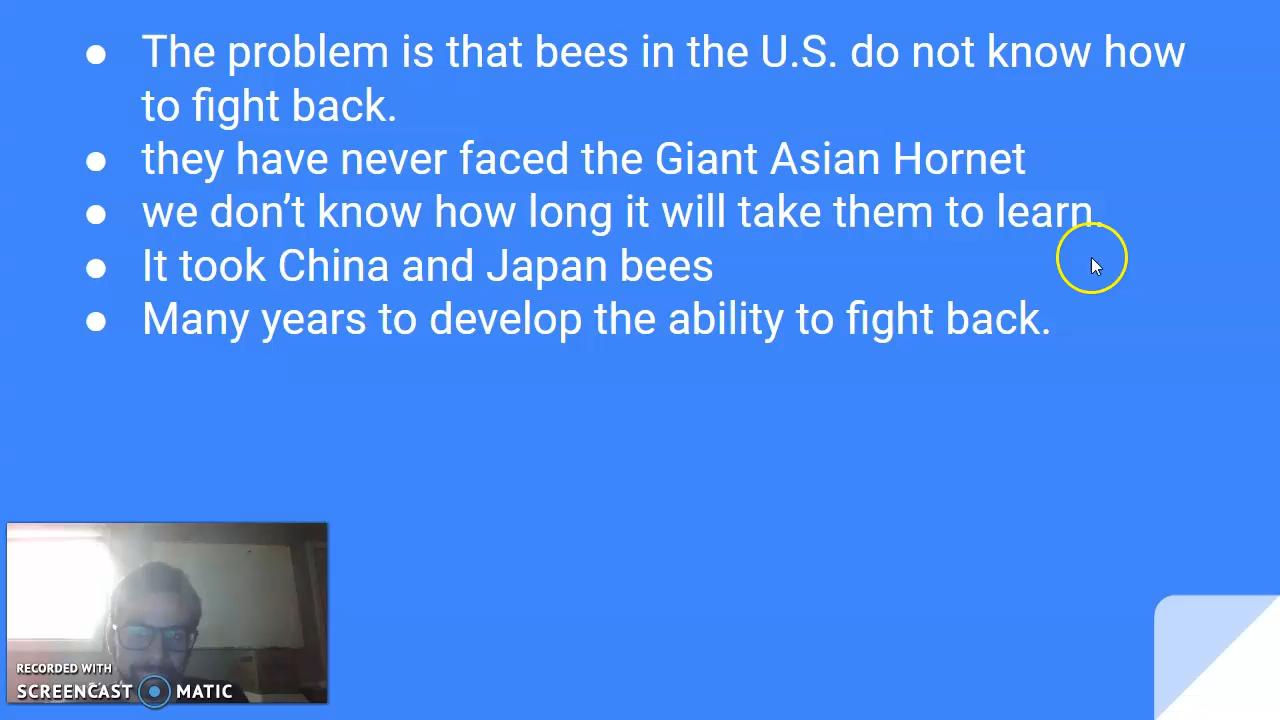 ● The problem is that bees in the U.S. do not know how
to fight back.
● they have never faced the Giant Asian Hornet
● we don’t know how long it will take them to learn.
● It took China and Japan bees
● Many years to develop the ability to fight back.
RECORDED WITH
SCREENCAST MATIC